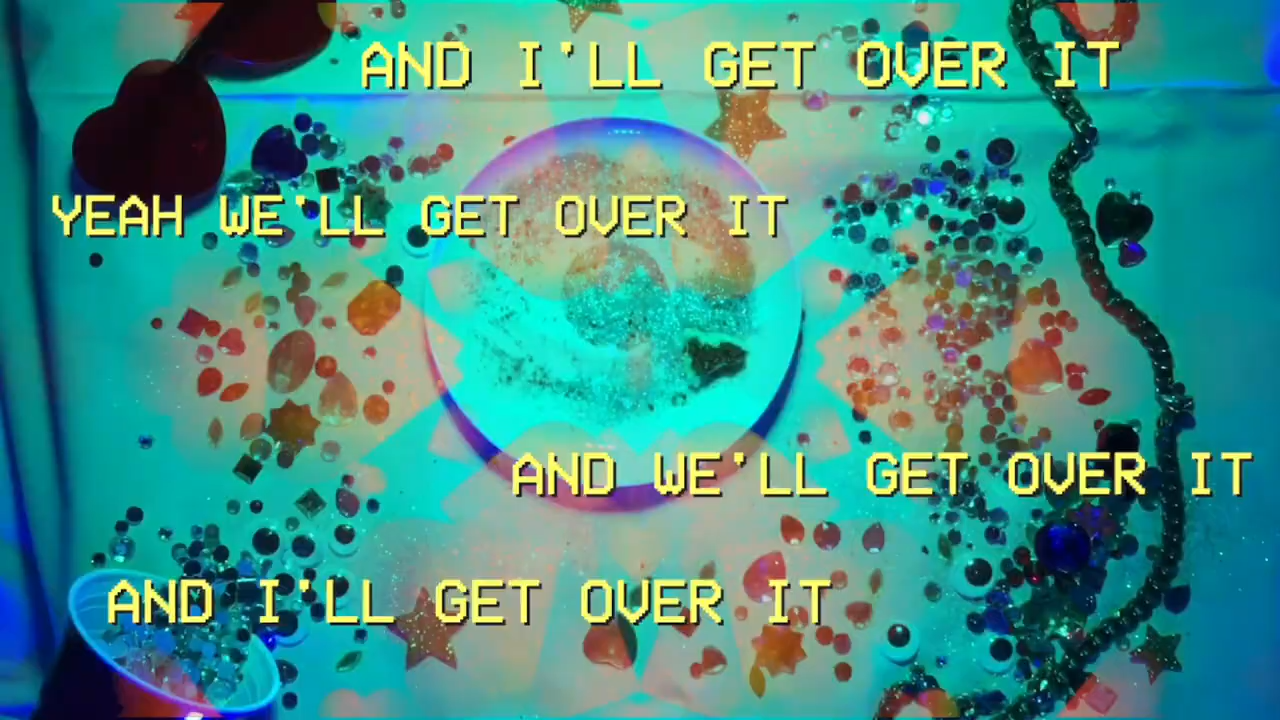 AND I'LL GET OVER IT
YEAH WE'LL GET OVER IT
AND WE'LL GET OVER IT
AND I'LL GET OVER IT